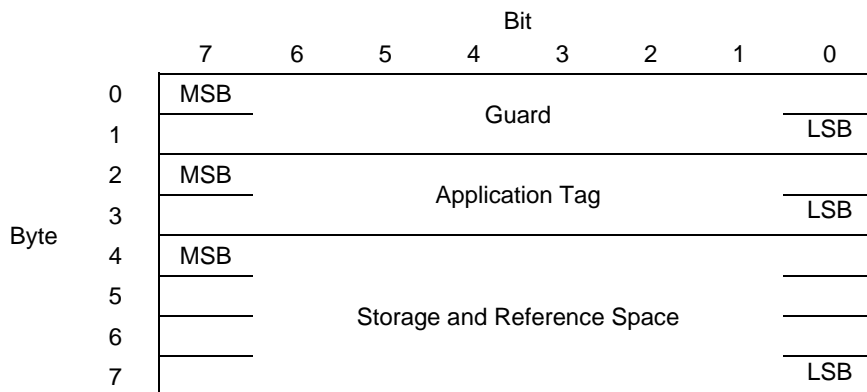 Bit
7 6 5 4 3 2 1 0
0 MSB
Guard
1 LSB
2 MSB
Application Tag
3 LSB
Byte
4 MSB
5
Storage and Reference Space
6
7 LSB